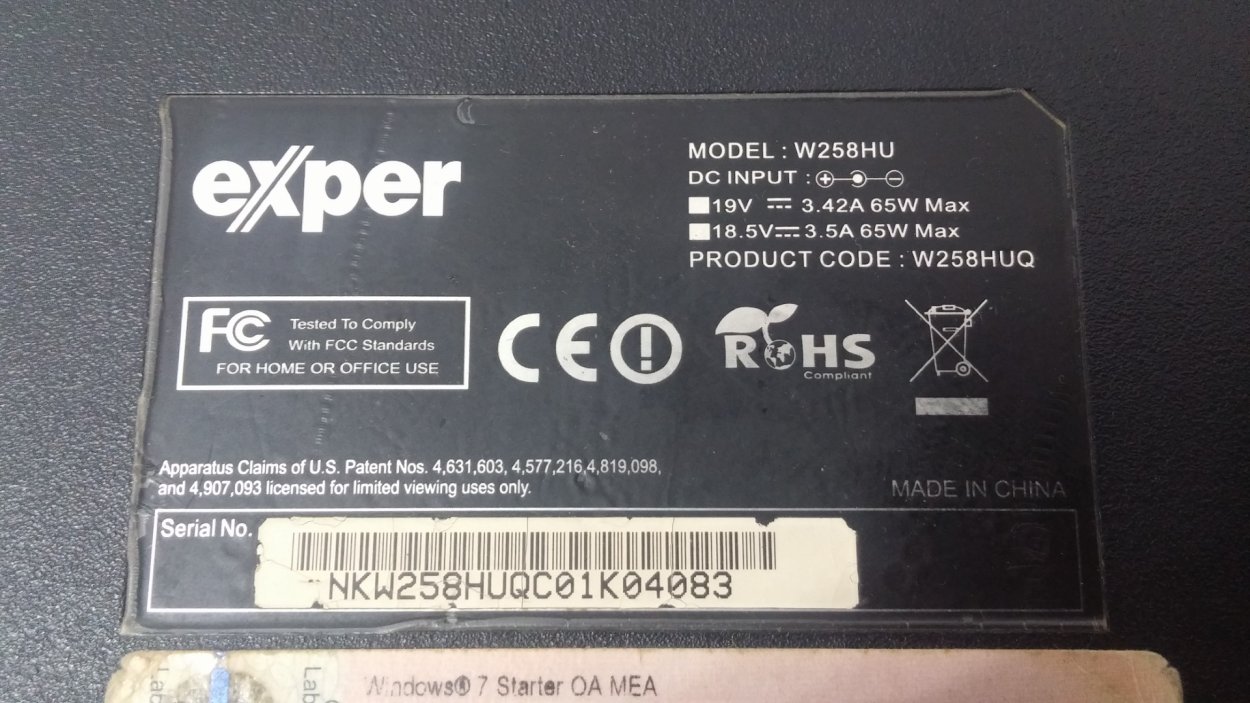 exper
MODEL : W258HU
DC INPUT :
19V 3.42A 65W Max
18.5V 3.5A 65W Max
PRODUCT CODE : W258HUQ
FC Tested To Comply
With FCC Standards
FOR HOME OR OFFICE USE
CE
RoHS
Compliant
Apparatus Claims of U.S. Patent Nos. 4,631,603, 4,577,216,4,819,098,
and 4,907,093 licensed for limited viewing uses only.
MADE IN CHINA
Serial No.
NKW258HUQC01K04083
Windows® 7 Starter OA MEA